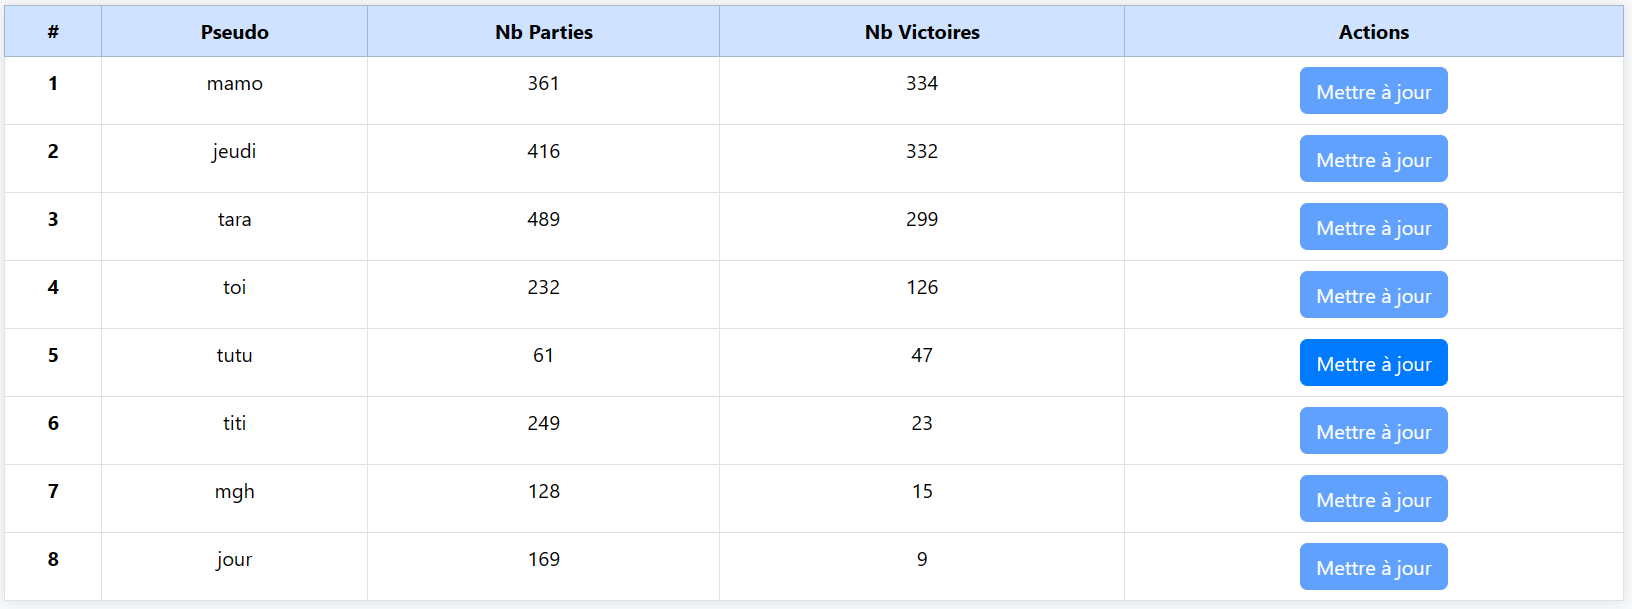 # Pseudo Nb Parties Nb Victoires Actions
1 mamo 361 334 Mettre à jour
2 jeudi 416 332 Mettre à jour
3 tara 489 299 Mettre à jour
4 toi 232 126 Mettre à jour
5 tutu 61 47 Mettre à jour
6 titi 249 23 Mettre à jour
7 mgh 128 15 Mettre à jour
8 jour 169 9 Mettre à jour